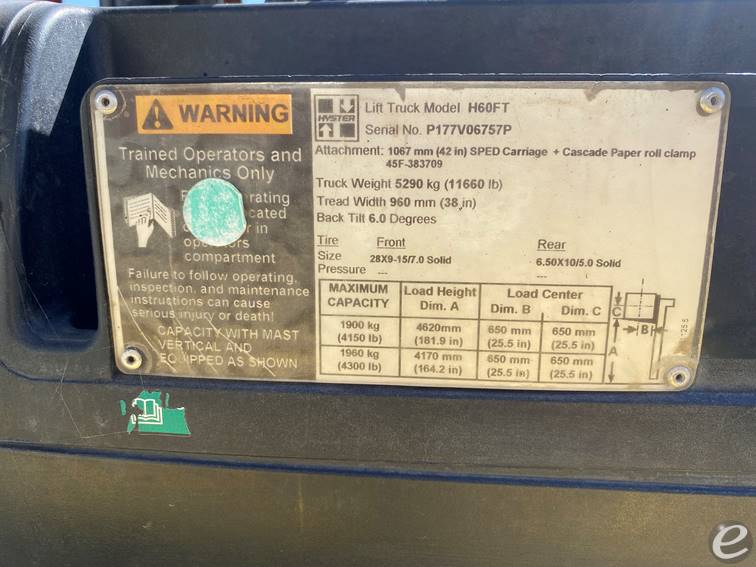 WARNING
Trained Operators and
Mechanics Only
operating
located
or in
compartment
Failure to follow operating,
inspection, and maintenance
instructions can cause
serious injury or death!
CAPACITY WITH MAST
VERTICAL AND
EQUIPPED AS SHOWN
HYSTER
Lift Truck Model H60FT
Serial No. P177V06757P
Attachment: 1067 mm (42 in) SPED Carriage + Cascade Paper roll clamp
45F-383709
Truck Weight 5290 kg (11660 lb)
Tread Width 960 mm (38 in)
Back Tilt 6.0 Degrees
Tire Front Rear
Size 28X9-15/7.0 Solid 6.50X10/5.0 Solid
Pressure --- ---
MAXIMUM CAPACITY Load Height Dim. A Load Center Dim. B Dim. C
1900 kg 4620mm 650 mm 650 mm
(4150 lb) (181.9 in) (25.5 in) (25.5 in)
1960 kg 4170 mm 650 mm 650 mm
(4300 lb) (164.2 in) (25.5 in) (25.5 in)
C
B
A
e